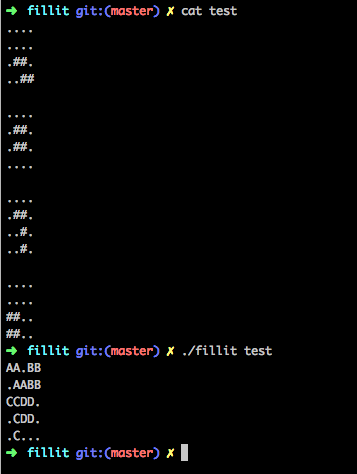 ➜ fillit git:(master) ✗ cat test
....
....
.##.
..##

....
.##.
.##.
....

....
.##.
..#.
..#.

....
....
##..
##..
➜ fillit git:(master) ✗ ./fillit test
AA.BB
.AABB
CCDD.
.CDD.
.C...
➜ fillit git:(master) ✗